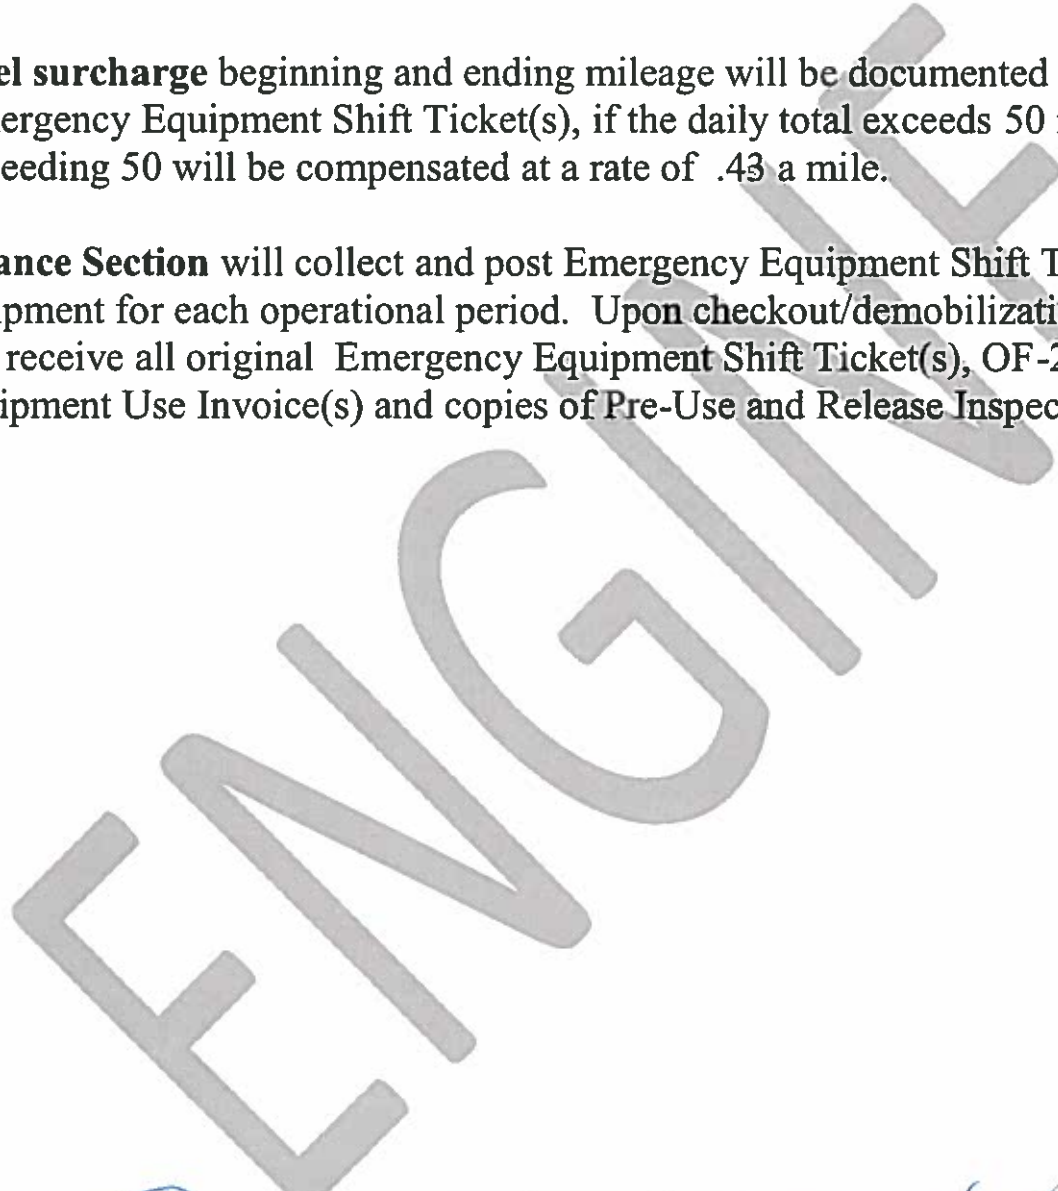 el surcharge beginning and ending mileage will be documented
ergency Equipment Shift Ticket(s), if the daily total exceeds 50
eeding 50 will be compensated at a rate of .43 a mile.
ance Section will collect and post Emergency Equipment Shift T
ipment for each operational period. Upon checkout/demobilizati
receive all original Emergency Equipment Shift Ticket(s), OF-2
ipment Use Invoice(s) and copies of Pre-Use and Release Inspec
ENGINE